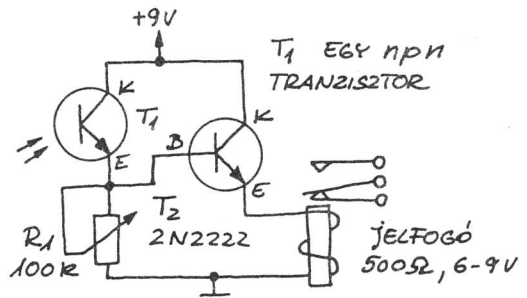 +9V
T1 EGY npn
TRANZISZTOR
K
T1
E
B
K
E
R1
100k
T2
2N2222
JELFOGÓ
500Ω, 6-9V